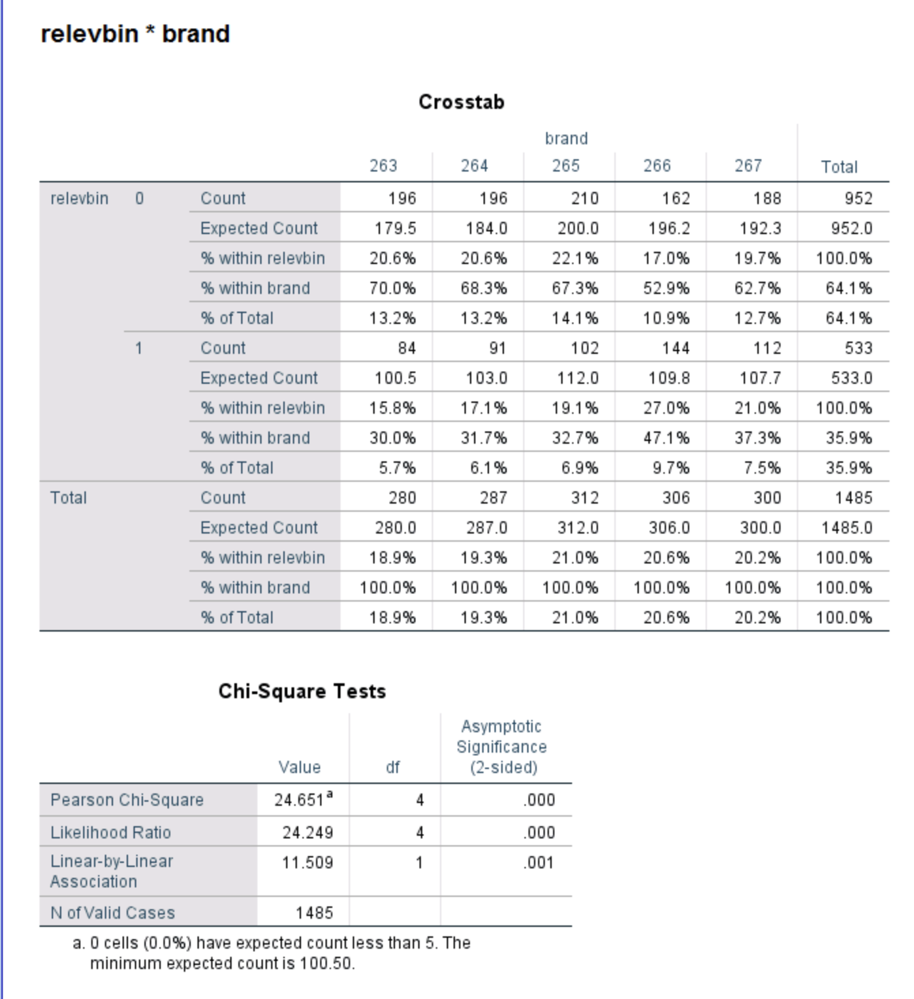 relevbin * brand
Crosstab
brand
263 264 265 266 267 Total
relevbin 0 Count 196 196 210 162 188 952
Expected Count 179.5 184.0 200.0 196.2 192.3 952.0
% within relevbin 20.6% 20.6% 22.1% 17.0% 19.7% 100.0%
% within brand 70.0% 68.3% 67.3% 52.9% 62.7% 64.1%
% of Total 13.2% 13.2% 14.1% 10.9% 12.7% 64.1%
1 Count 84 91 102 144 112 533
Expected Count 100.5 103.0 112.0 109.8 107.7 533.0
% within relevbin 15.8% 17.1% 19.1% 27.0% 21.0% 100.0%
% within brand 30.0% 31.7% 32.7% 47.1% 37.3% 35.9%
% of Total 5.7% 6.1% 6.9% 9.7% 7.5% 35.9%
Total Count 280 287 312 306 300 1485
Expected Count 280.0 287.0 312.0 306.0 300.0 1485.0
% within relevbin 18.9% 19.3% 21.0% 20.6% 20.2% 100.0%
% within brand 100.0% 100.0% 100.0% 100.0% 100.0% 100.0%
% of Total 18.9% 19.3% 21.0% 20.6% 20.2% 100.0%
Chi-Square Tests
Asymptotic
Significance
Value df (2-sided)
Pearson Chi-Square 24.651a 4 .000
Likelihood Ratio 24.249 4 .000
Linear-by-Linear 11.509 1 .001
Association
N of Valid Cases 1485
a. 0 cells (0.0%) have expected count less than 5. The
minimum expected count is 100.50.